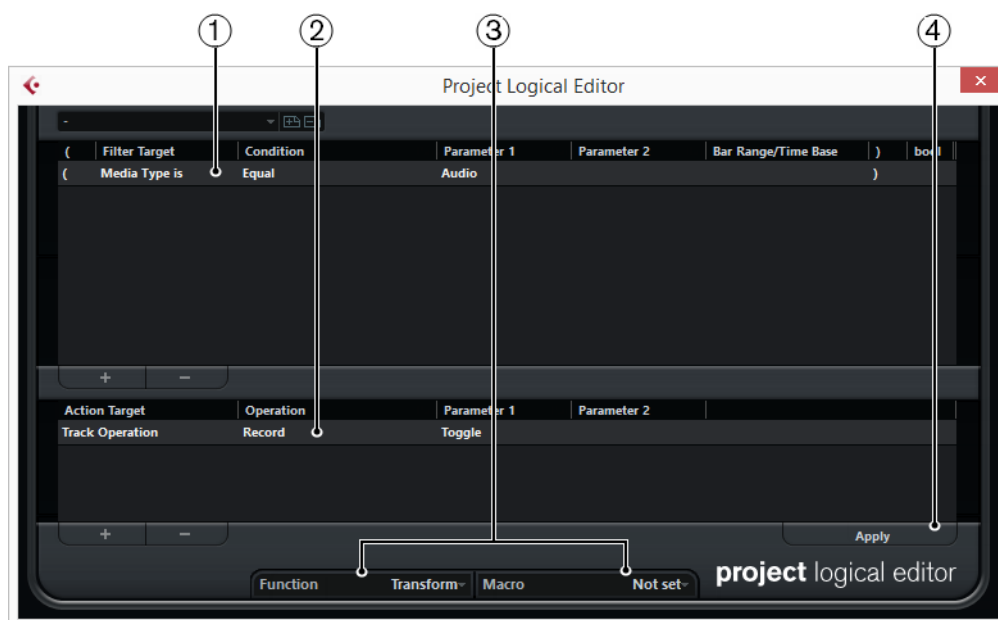 1 2 3 4
Project Logical Editor
-
( Filter Target Condition Parameter 1 Parameter 2 Bar Range/Time Base ) bool
( Media Type is Equal Audio )
+ −
Action Target Operation Parameter 1 Parameter 2
Track Operation Record Toggle
+ − Apply
Function Transform Macro Not set project logical editor